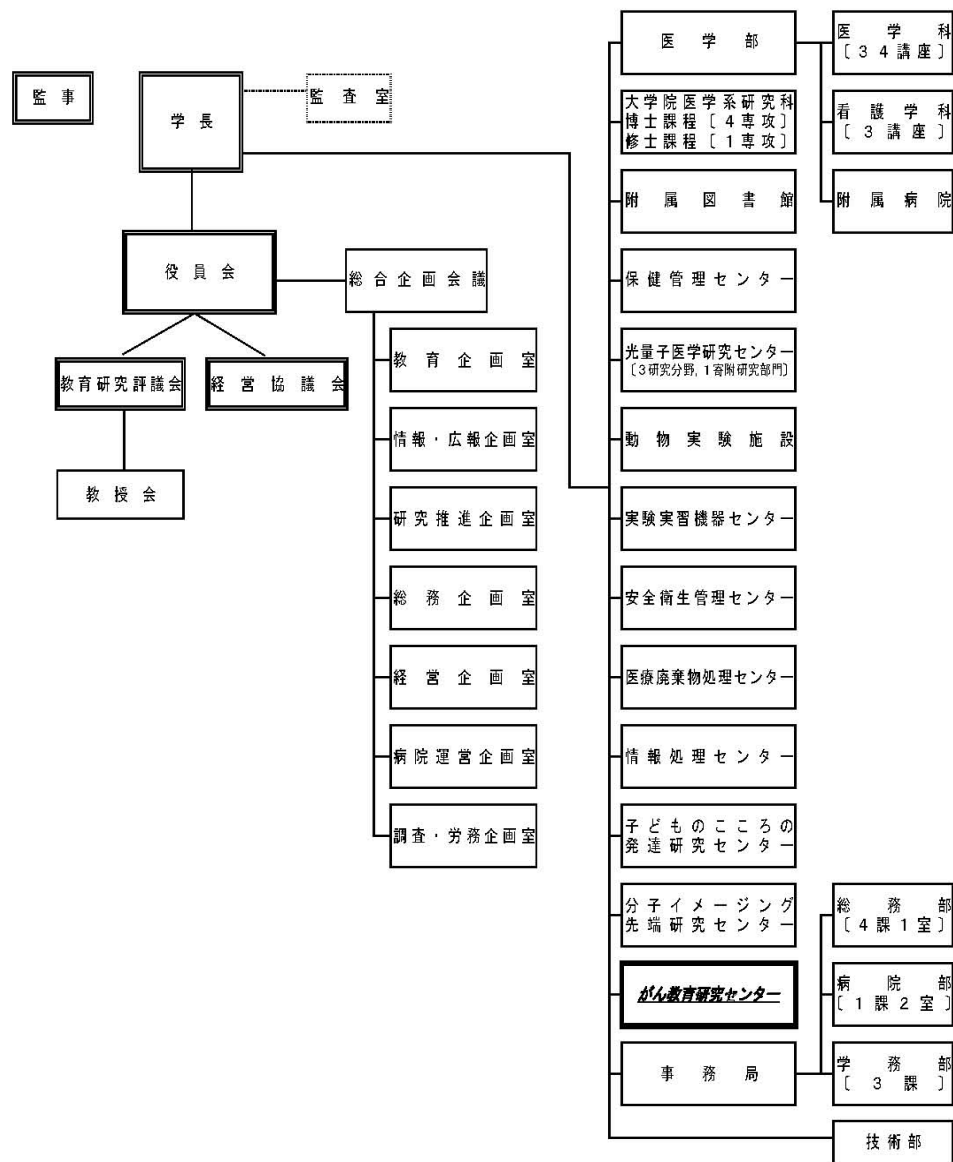 監事
学長
監査室
役員会
総合企画会議
教育研究評議会
経営協議会
教授会
教育企画室
情報・広報企画室
研究推進企画室
総務企画室
経営企画室
病院運営企画室
調査・労務企画室
医学部
医学科
〔３４講座〕
看護学科
〔３講座〕
附属病院
大学院医学系研究科
博士課程〔４専攻〕
修士課程〔１専攻〕
附属図書館
保健管理センター
光量子医学研究センター
〔３研究分野，１寄附研究部門〕
動物実験施設
実験実習機器センター
安全衛生管理センター
医療廃棄物処理センター
情報処理センター
子どものこころの
発達研究センター
分子イメージング
先端研究センター
がん教育研究センター
事務局
総務部
〔４課１室〕
病院部
〔１課２室〕
学務部
〔３課〕
技術部